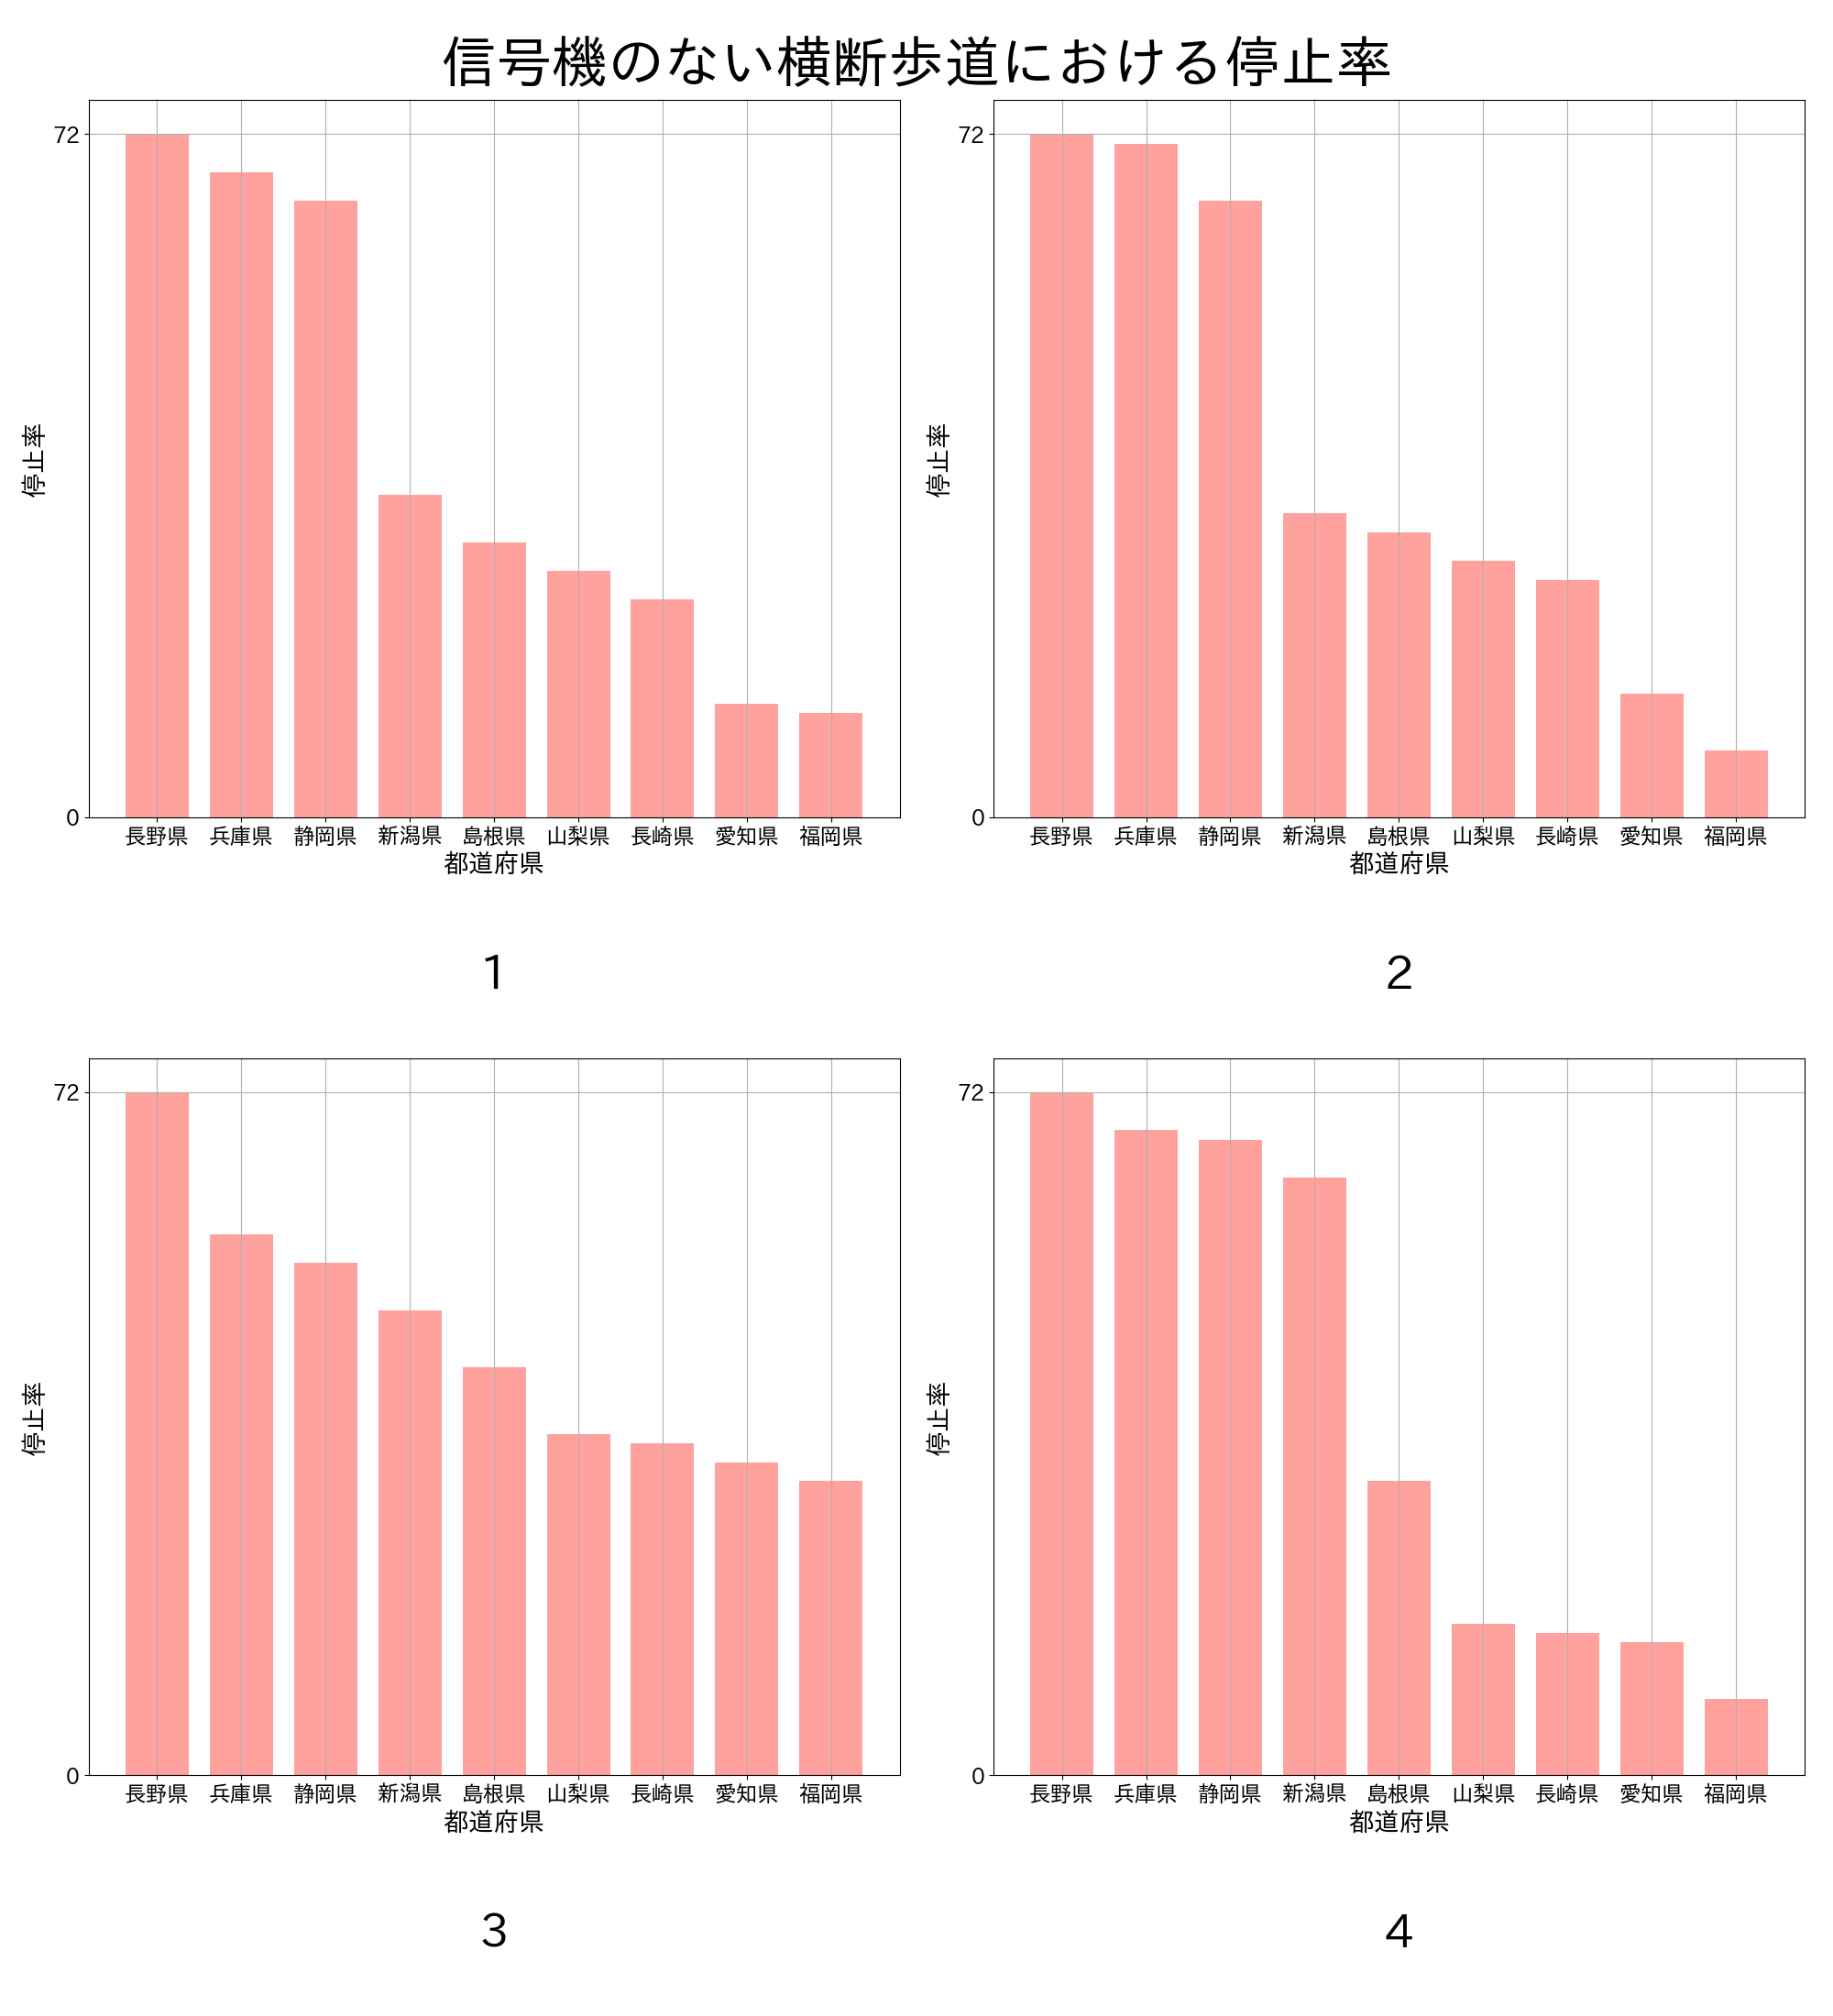 信号機のない横断歩道における停止率
72
0
停止率
長野県 兵庫県 静岡県 新潟県 島根県 山梨県 長崎県 愛知県 福岡県
都道府県
1
72
0
停止率
長野県 兵庫県 静岡県 新潟県 島根県 山梨県 長崎県 愛知県 福岡県
都道府県
2
72
0
停止率
長野県 兵庫県 静岡県 新潟県 島根県 山梨県 長崎県 愛知県 福岡県
都道府県
3
72
0
停止率
長野県 兵庫県 静岡県 新潟県 島根県 山梨県 長崎県 愛知県 福岡県
都道府県
4